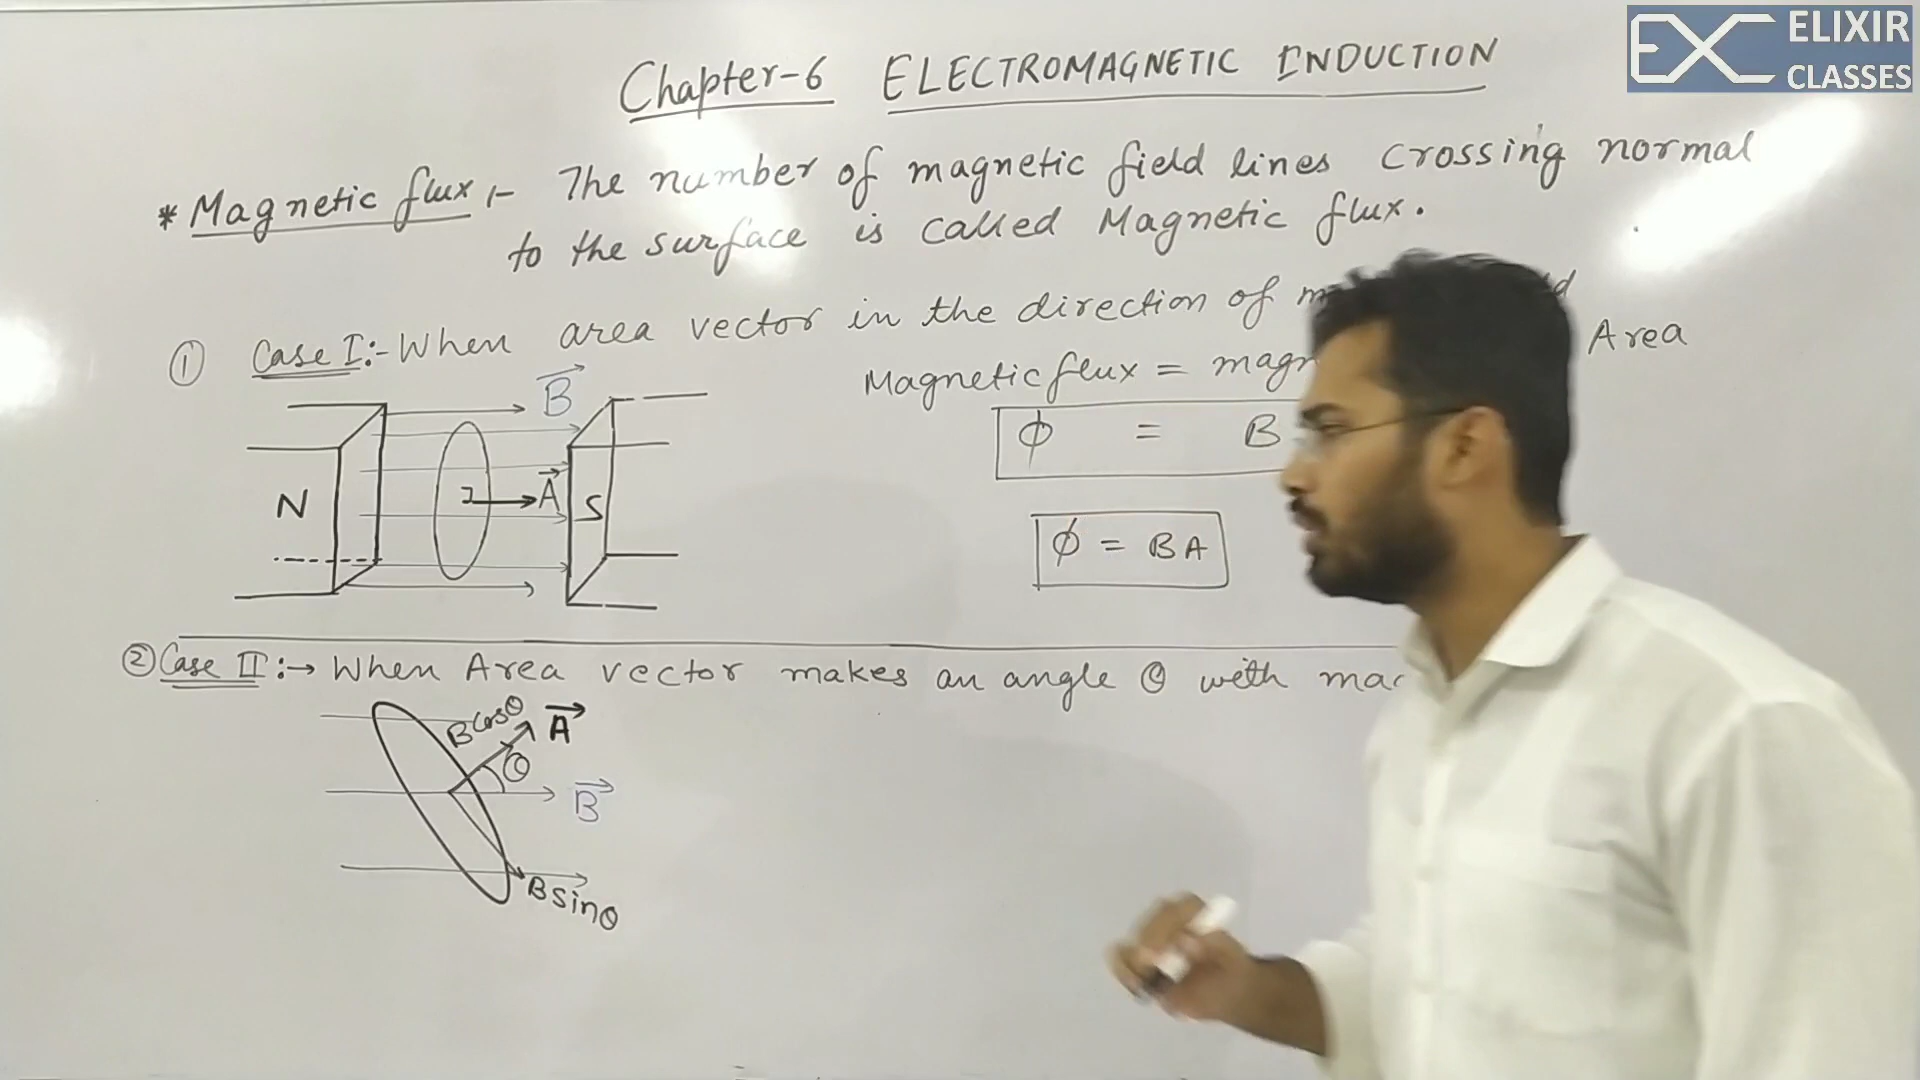 ELIXIR
CLASSES
Chapter-6 ELECTROMAGNETIC INDUCTION
* Magnetic flux :- The number of magnetic field lines crossing normal
to the surface is called Magnetic flux.
① Case I:- When area vector in the direction of
Magnetic flux = Area
B
ϕ = B
N
A
S
ϕ = BA
② Case II :→ When Area vector makes an angle θ with
B cosθ
A
θ
B
B sinθ